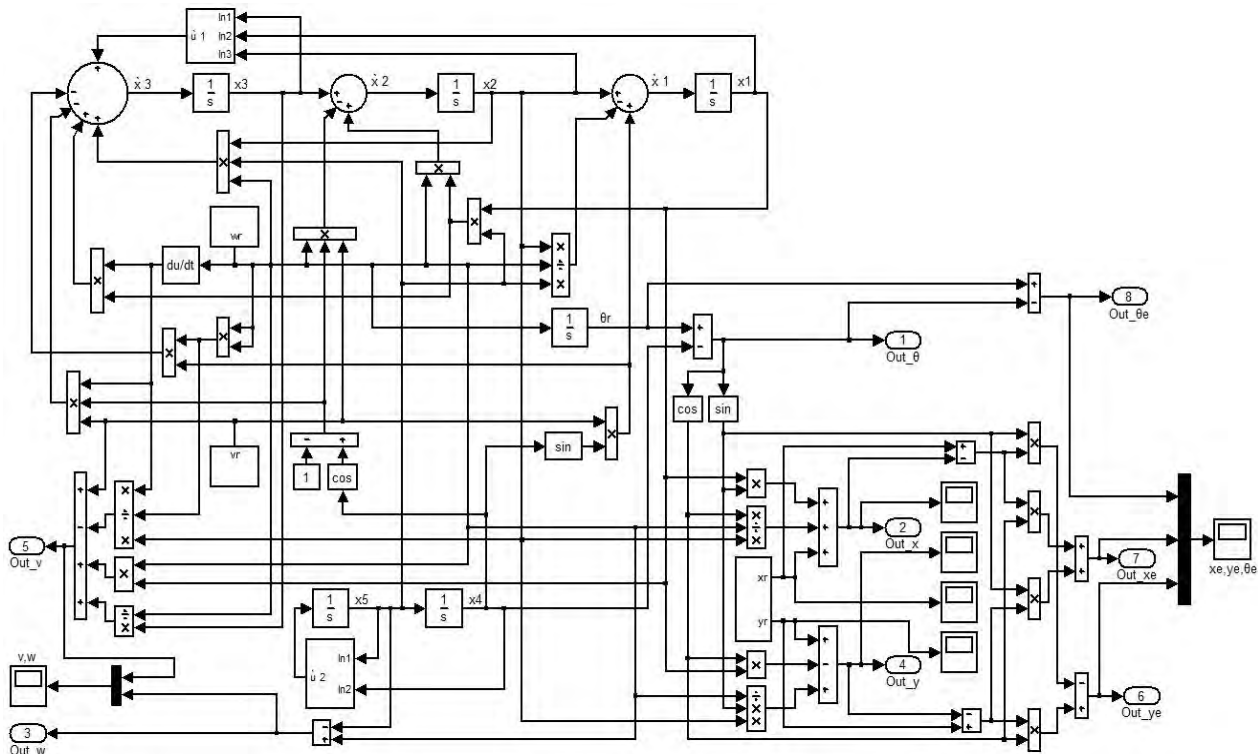 In1
u̇ 1
In2
In3
ẋ 3
1
s
x3
ẋ 2
1
s
x2
ẋ 1
1
s
x1
wr
du/dt
1
s
θr
8
Out_θe
1
Out_θ
cos
sin
vr
1
cos
sin
2
Out_x
5
Out_v
7
Out_xe
xe,ye,θe
xr
yr
1
s
x5
1
s
x4
In1
u̇ 2
In2
v,w
4
Out_y
6
Out_ye
3
Out_w